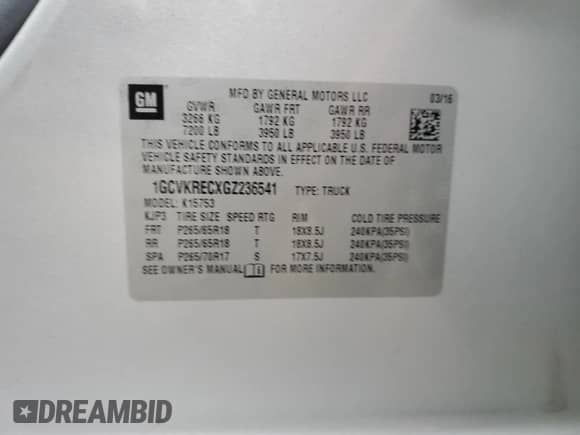 GM
MFD BY GENERAL MOTORS LLC 03/16
GVWR GAWR FRT GAWR RR
3266 KG 1792 KG 1792 KG
7200 LB 3950 LB 3950 LB
THIS VEHICLE CONFORMS TO ALL APPLICABLE U.S. FEDERAL MOTOR
VEHICLE SAFETY STANDARDS IN EFFECT ON THE DATE OF
MANUFACTURE SHOWN ABOVE.
1GCVKRECXGZ236541 TYPE: TRUCK
MODEL: K15753
KJP3 TIRE SIZE SPEED RTG RIM COLD TIRE PRESSURE
FRT P265/65R18 T 18X8.5J 240KPA(35PSI)
RR P265/65R18 T 18X8.5J 240KPA(35PSI)
SPA P265/70R17 S 17X7.5J 240KPA(35PSI)
SEE OWNER'S MANUAL FOR MORE INFORMATION.
DREAMBID